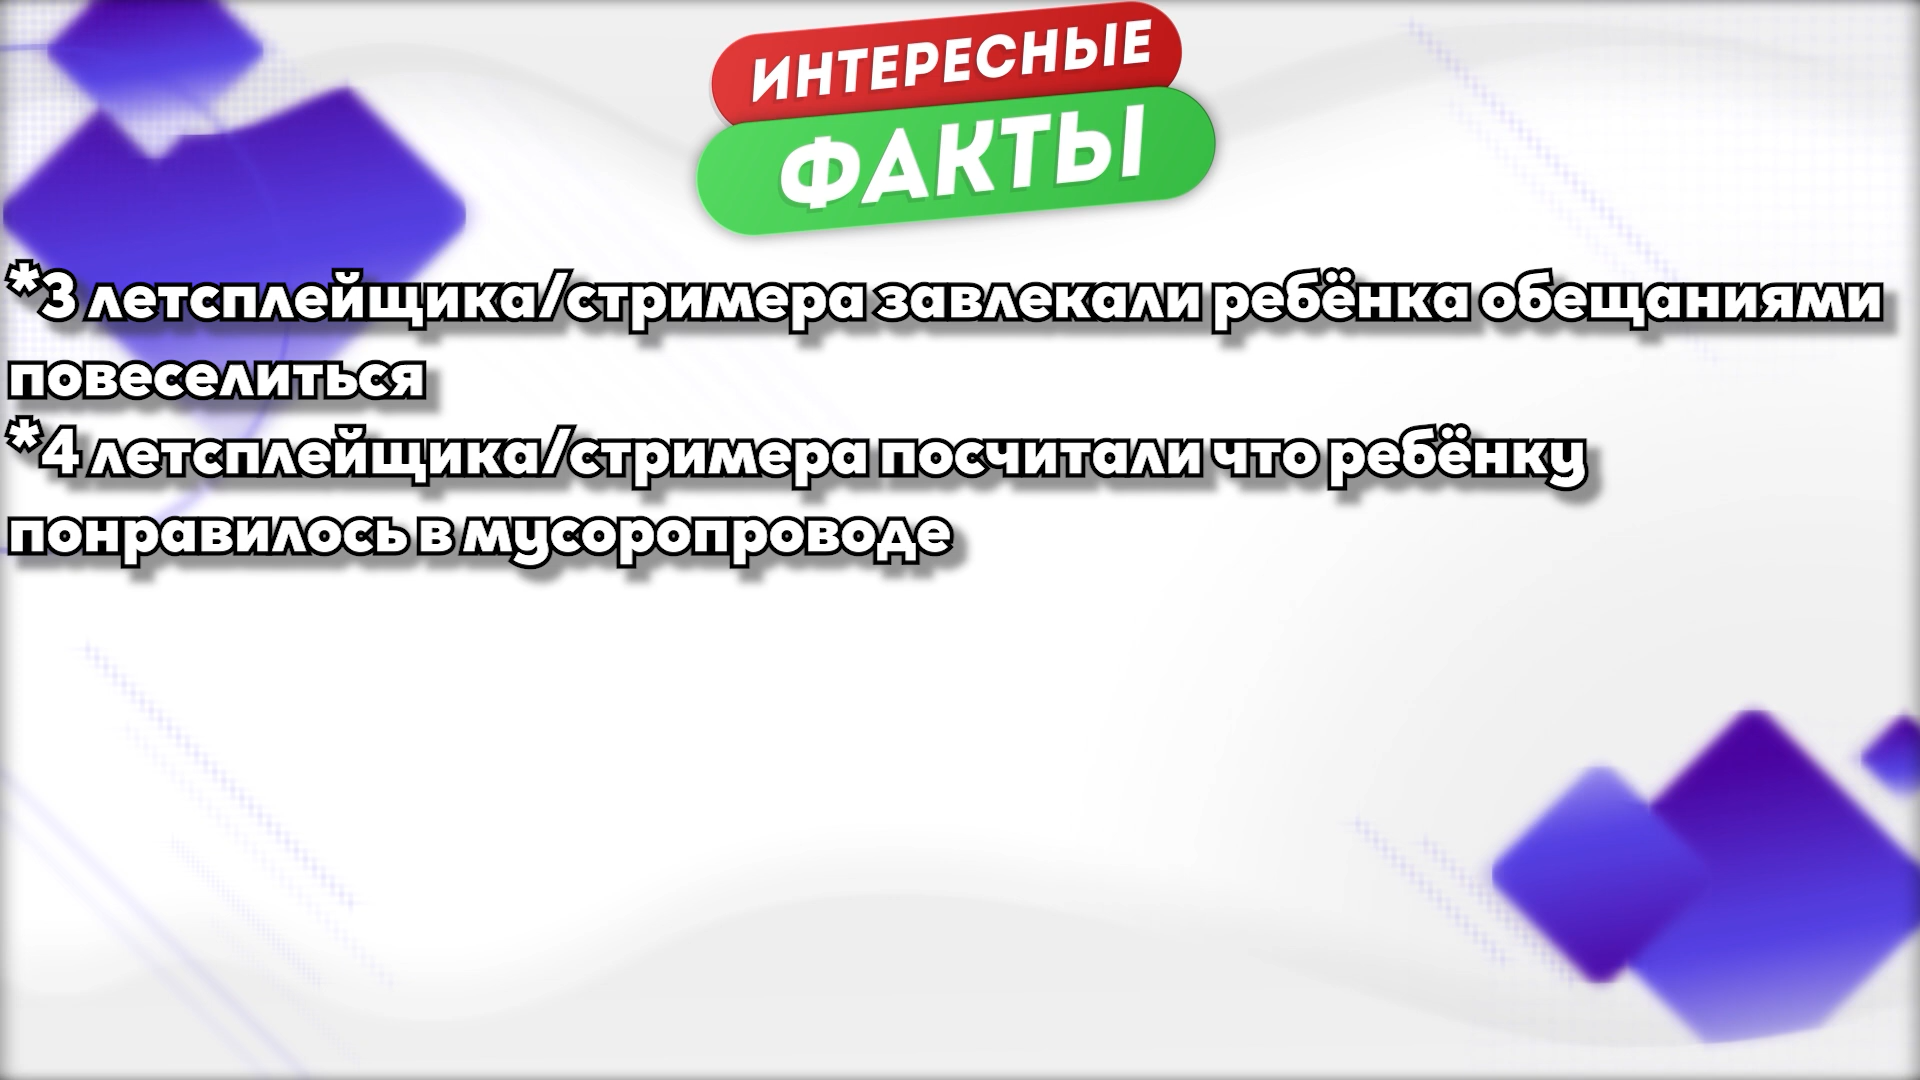 ИНТЕРЕСНЫЕ
ФАКТЫ
*3 летсплейщика/стримера завлекали ребёнка обещаниями
повеселиться
*4 летсплейщика/стримера посчитали что ребёнку
понравилось в мусоропроводе